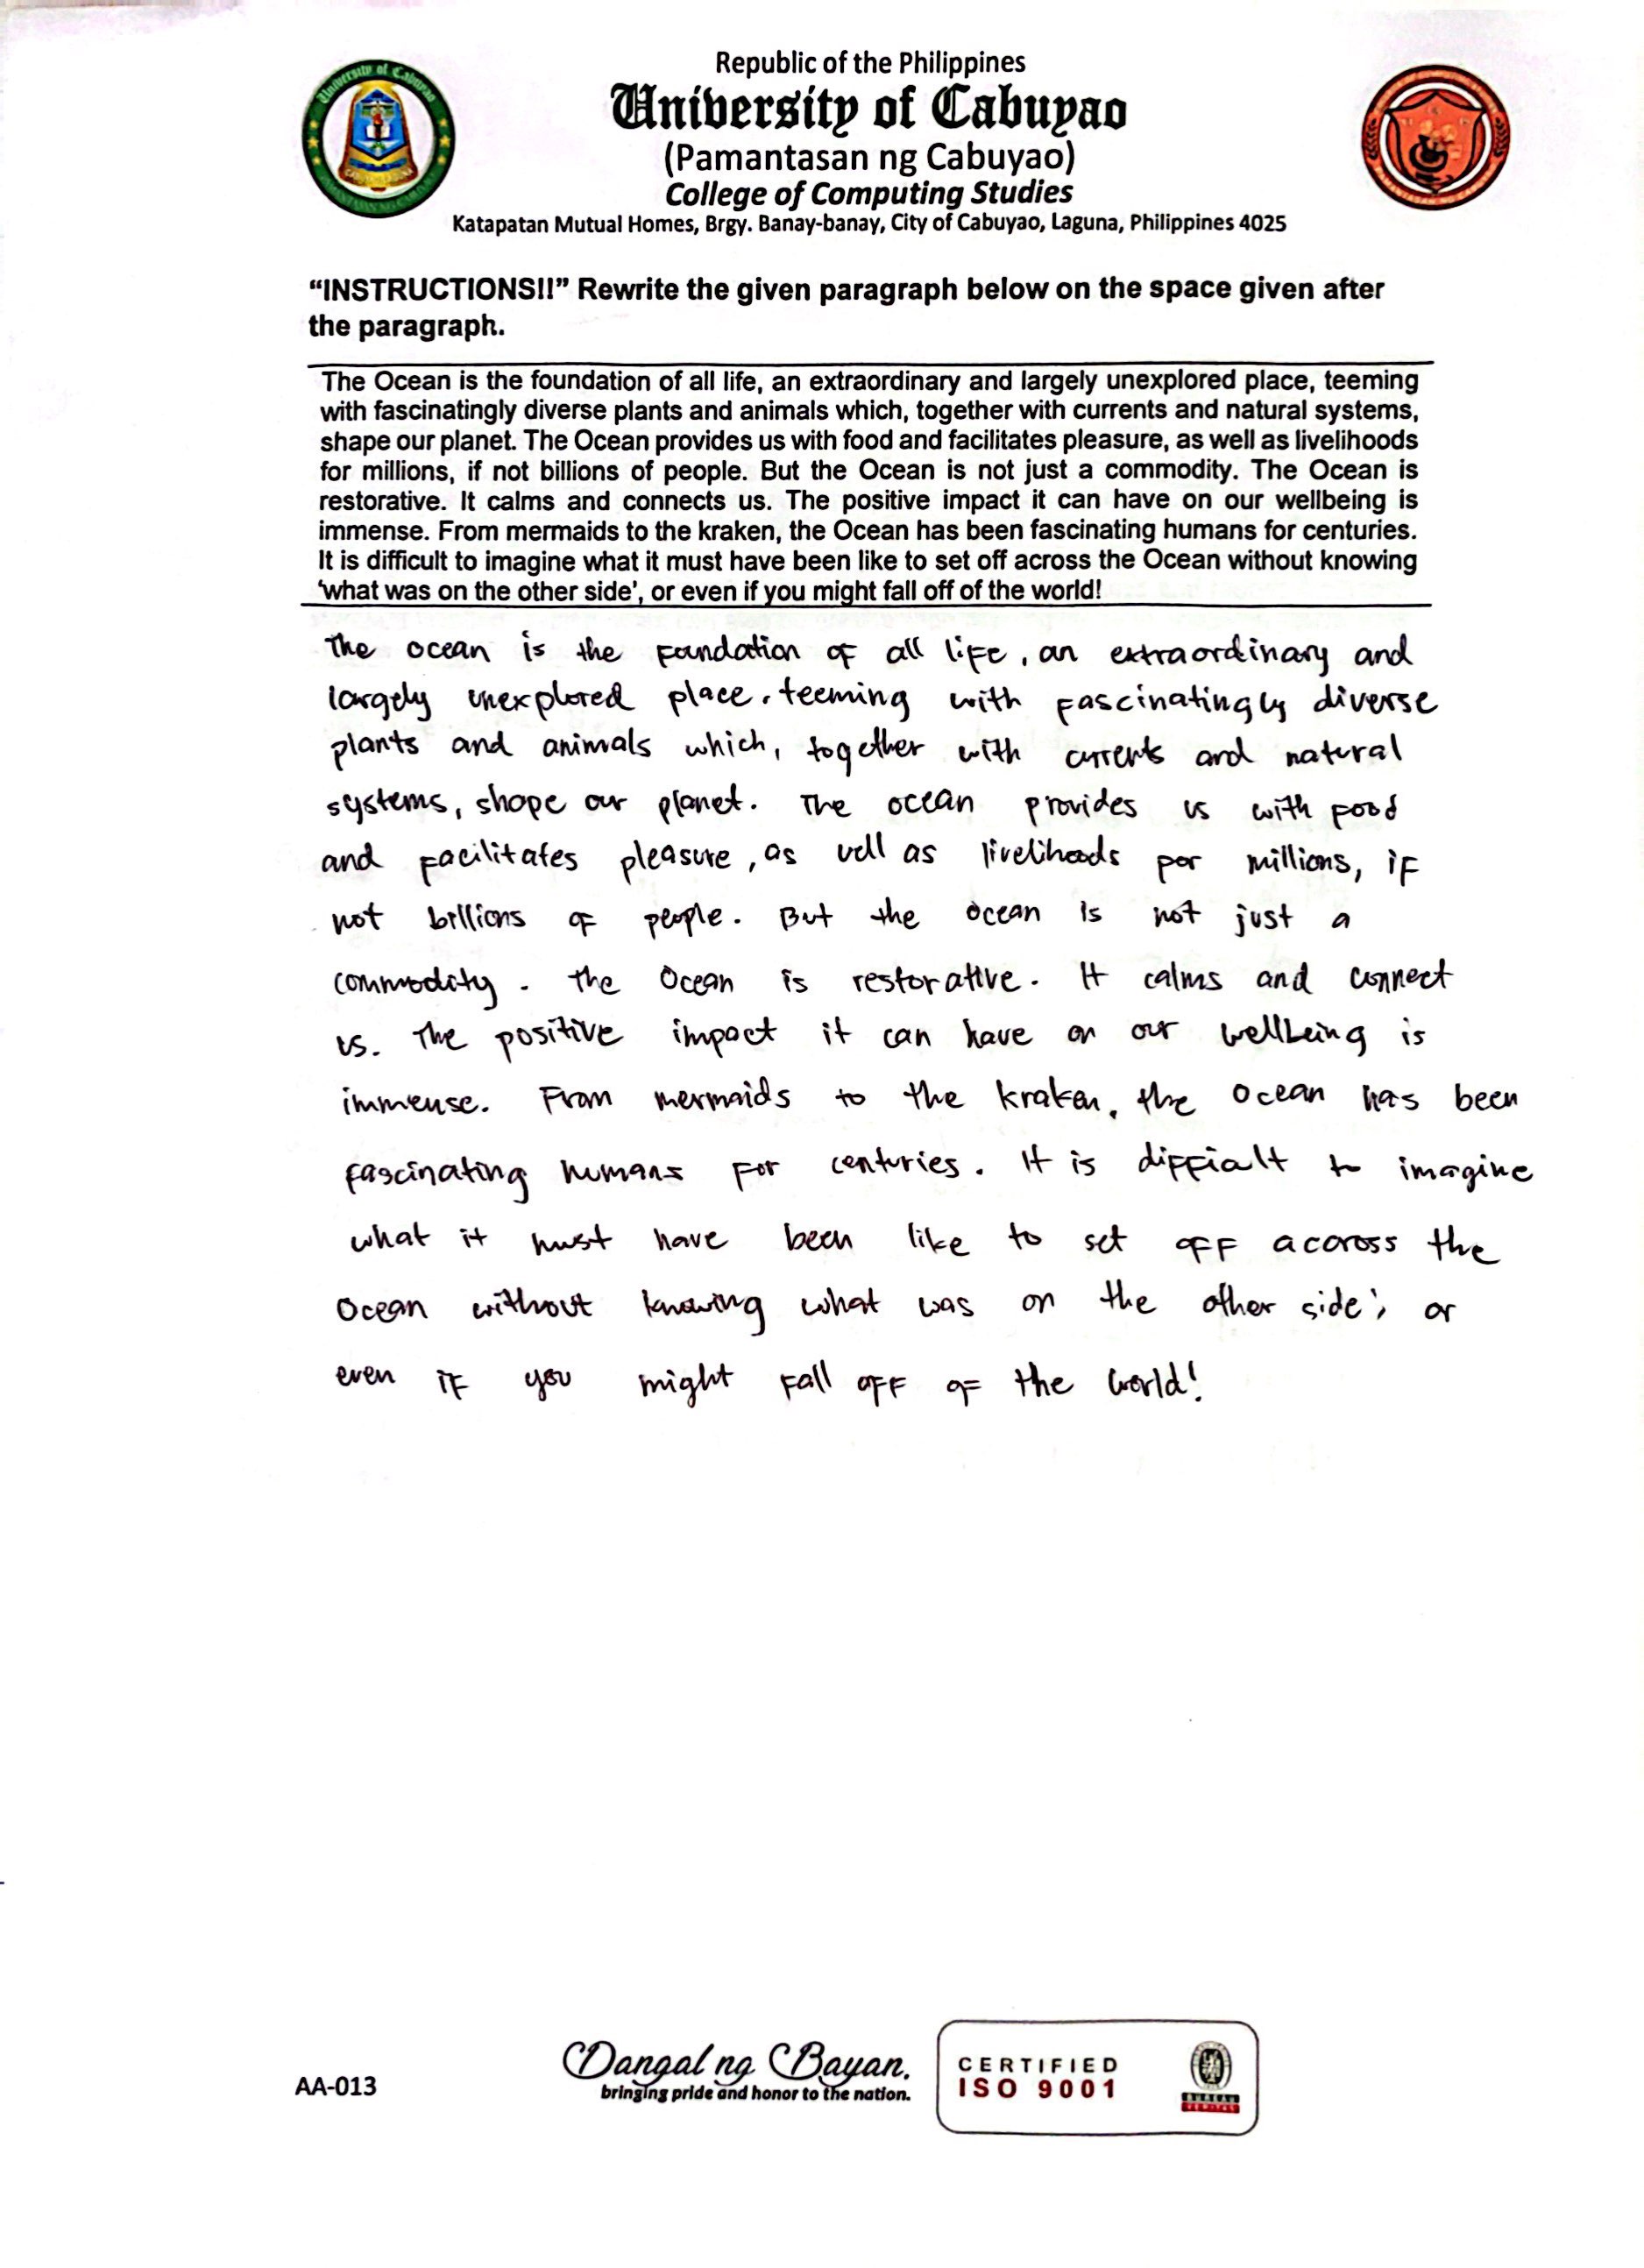 Republic of the Philippines
University of Cabuyao
(Pamantasan ng Cabuyao)
College of Computing Studies
Katapatan Mutual Homes, Brgy. Banay-banay, City of Cabuyao, Laguna, Philippines 4025
“INSTRUCTIONS!!” Rewrite the given paragraph below on the space given after
the paragraph.
The Ocean is the foundation of all life, an extraordinary and largely unexplored place, teeming
with fascinatingly diverse plants and animals which, together with currents and natural systems,
shape our planet. The Ocean provides us with food and facilitates pleasure, as well as livelihoods
for millions, if not billions of people. But the Ocean is not just a commodity. The Ocean is
restorative. It calms and connects us. The positive impact it can have on our wellbeing is
immense. From mermaids to the kraken, the Ocean has been fascinating humans for centuries.
It is difficult to imagine what it must have been like to set off across the Ocean without knowing
‘what was on the other side’, or even if you might fall off of the world!
The ocean is the foundation of all life, an extraordinary and
largely unexplored place, teeming with fascinatingly diverse
plants and animals which, together with currents and natural
systems, shape our planet. The ocean provides us with food
and facilitates pleasure, as well as livelihoods for millions, if
not billions of people. But the ocean is not just a
commodity. The Ocean is restorative. It calms and connect
us. The positive impact it can have on our wellbeing is
immense. From mermaids to the kraken, the ocean has been
fascinating humans for centuries. It is difficult to imagine
what it must have been like to set off acoross the
Ocean without knowing what was on the other side', or
even if you might fall off of the world!
AA-013
Dangal ng Bayan.
bringing pride and honor to the nation.
CERTIFIED
ISO 9001
BUREAU
VERITAS